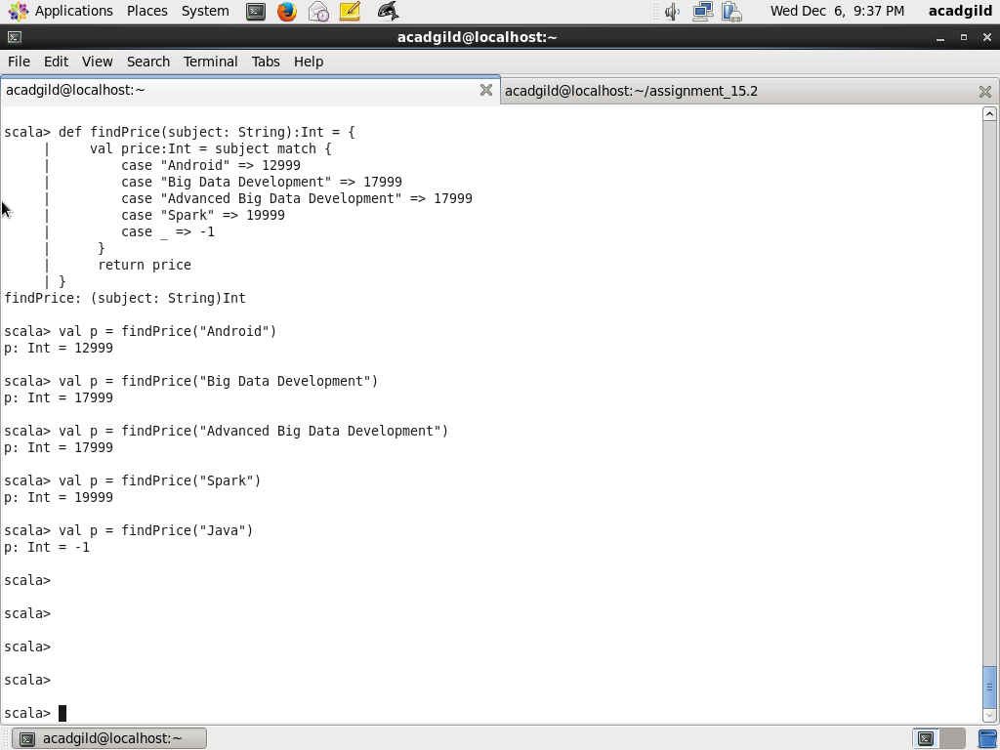 Applications Places System Wed Dec 6, 9:37 PM acadgild
acadgild@localhost:~
File Edit View Search Terminal Tabs Help
acadgild@localhost:~ acadgild@localhost:~/assignment_15.2
scala> def findPrice(subject: String):Int = {
     |     val price:Int = subject match {
     |         case "Android" => 12999
     |         case "Big Data Development" => 17999
     |         case "Advanced Big Data Development" => 17999
     |         case "Spark" => 19999
     |         case _ => -1
     |      }
     |      return price
     | }
findPrice: (subject: String)Int
scala> val p = findPrice("Android")
p: Int = 12999
scala> val p = findPrice("Big Data Development")
p: Int = 17999
scala> val p = findPrice("Advanced Big Data Development")
p: Int = 17999
scala> val p = findPrice("Spark")
p: Int = 19999
scala> val p = findPrice("Java")
p: Int = -1
scala>
scala>
scala>
scala>
scala>
acadgild@localhost:~